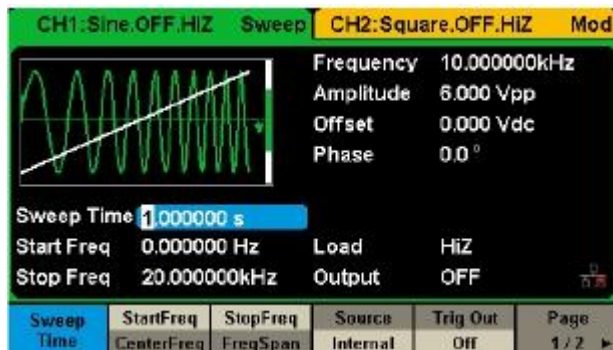 CH1:Sine.OFF.HiZ Sweep CH2:Square.OFF.HiZ Mod
Frequency 10.000000kHz
Amplitude 6.000 Vpp
Offset 0.000 Vdc
Phase 0.0 °
Sweep Time 1.000000 s
Start Freq 0.000000 Hz Load HiZ
Stop Freq 20.000000kHz Output OFF
Sweep Time StartFreq StopFreq Source Trig Out Page
CenterFreq FreqSpan Internal Off 1/2